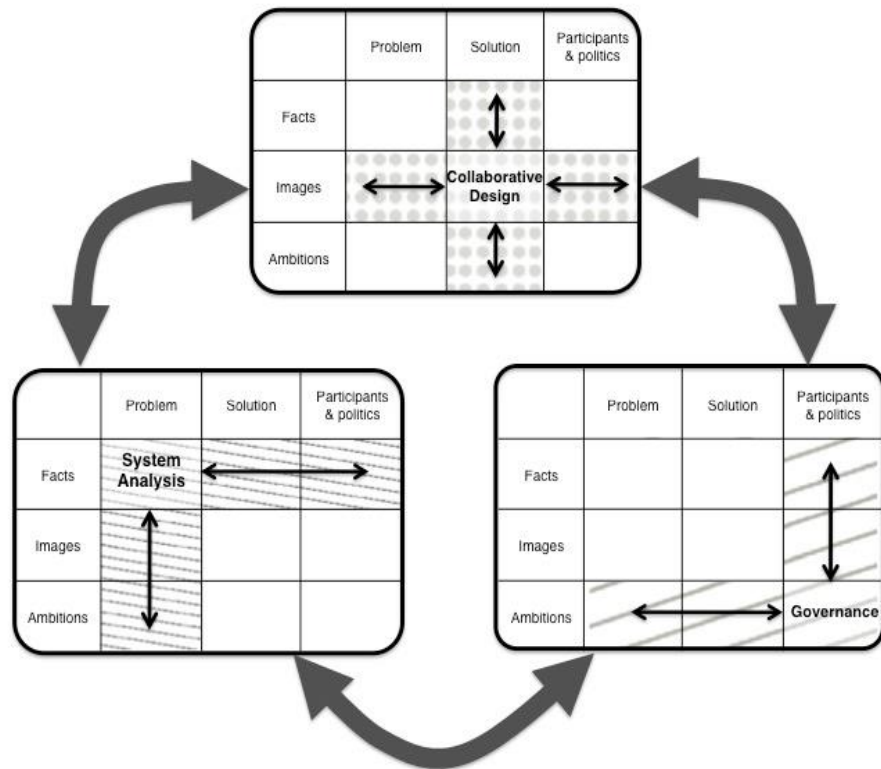 Problem
Solution
Participants
& politics
Facts
Images
Collaborative
Design
Ambitions
Problem
Solution
Participants
& politics
Facts
System
Analysis
Images
Ambitions
Problem
Solution
Participants
& politics
Facts
Images
Ambitions
Governance